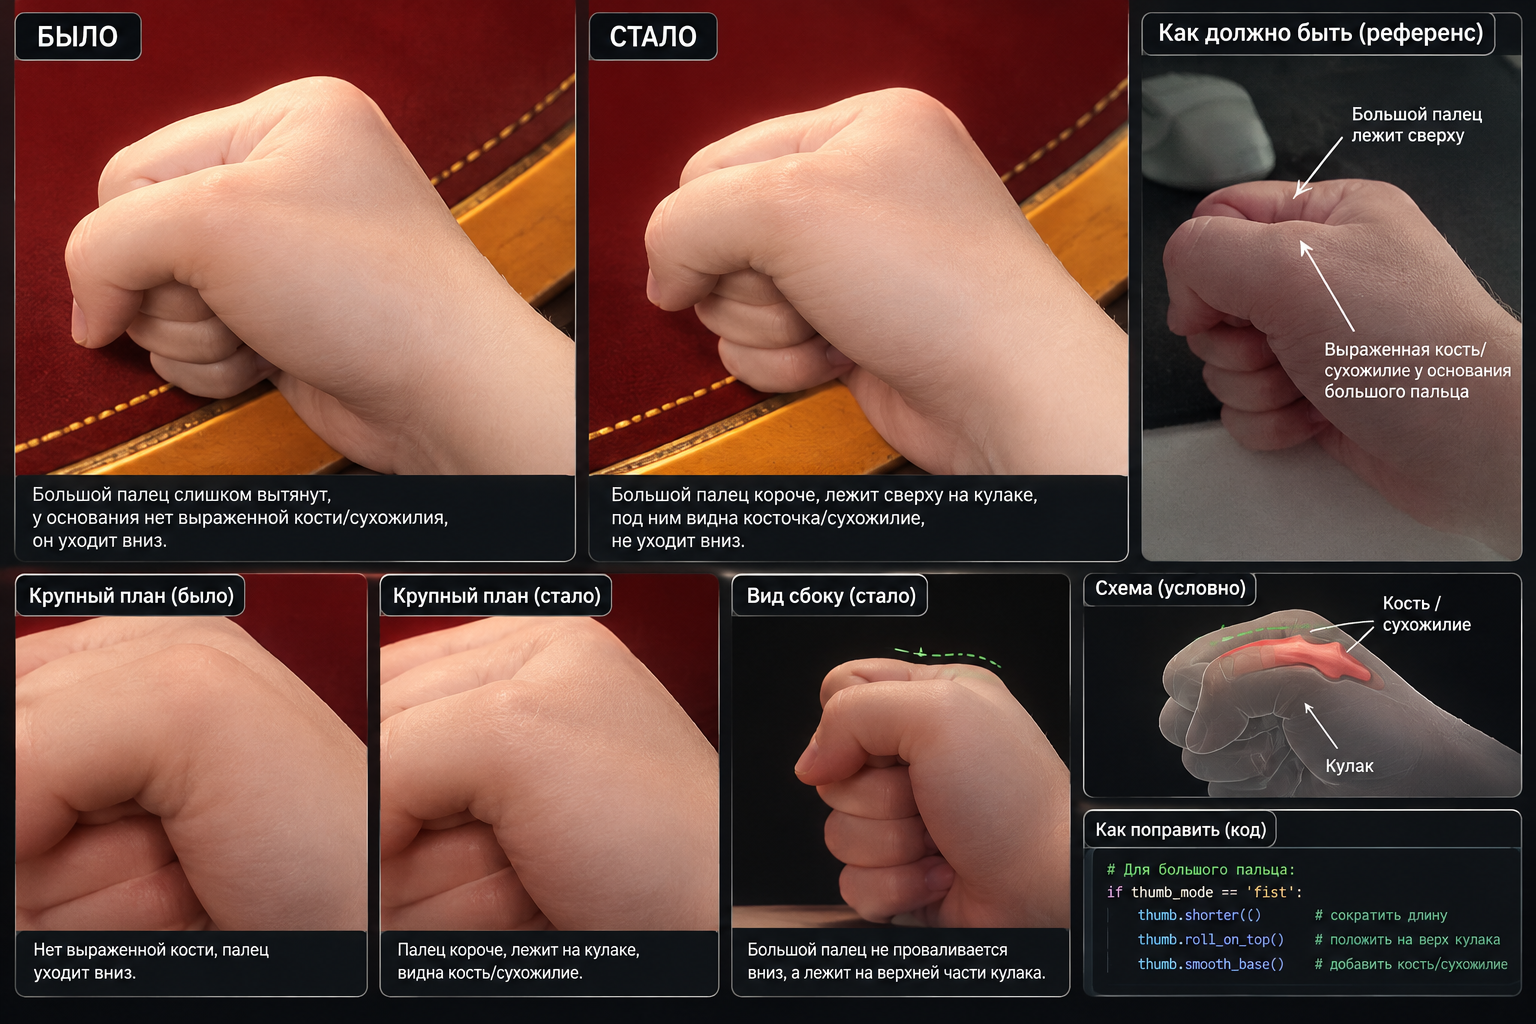 БЫЛО
СТАЛО
Как должно быть (референс)
Большой палец
лежит сверху
Выраженная кость/
сухожилие у основания
большого пальца
Большой палец слишком вытянут,
у основания нет выраженной кости/сухожилия,
он уходит вниз.
Большой палец короче, лежит сверху на кулаке,
под ним видна косточка/сухожилие,
не уходит вниз.
Крупный план (было)
Крупный план (стало)
Вид сбоку (стало)
Схема (условно)
Кость /
сухожилие
Кулак
Нет выраженной кости, палец
уходит вниз.
Палец короче, лежит на кулаке,
видна кость/сухожилие.
Большой палец не проваливается
вниз, а лежит на верхней части кулака.
Как поправить (код)
# Для большого пальца:
if thumb_mode == 'fist':
thumb.shorter(() # сократить длину
thumb.roll_on_top() # положить на верх кулака
thumb.smooth_base() # добавить кость/сухожилие